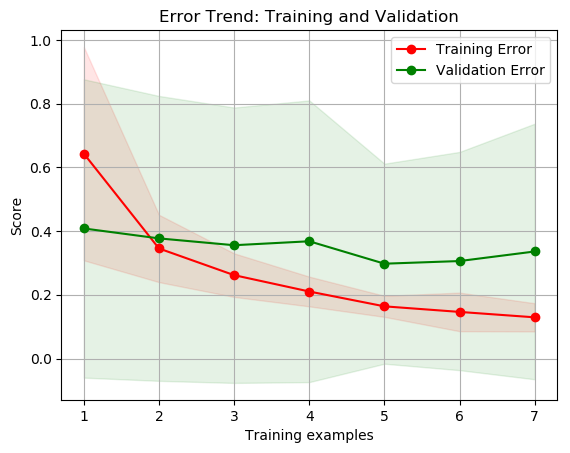 Error Trend: Training and Validation
Training Error
Validation Error
Score
1.0
0.8
0.6
0.4
0.2
0.0
1 2 3 4 5 6 7
Training examples